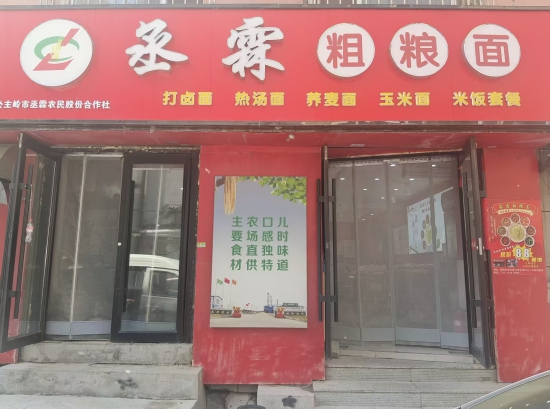 丞霖 粗粮面
公主岭市丞霖农民股份合作社
打卤面 热汤面 荞麦面 玉米面 米饭套餐
主农口儿
要场感时
食直独味
材供特道